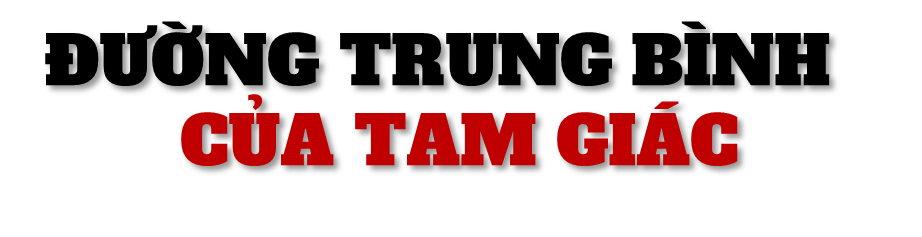 ĐƯỜNG TRUNG BÌNH
CỦA TAM GIÁC